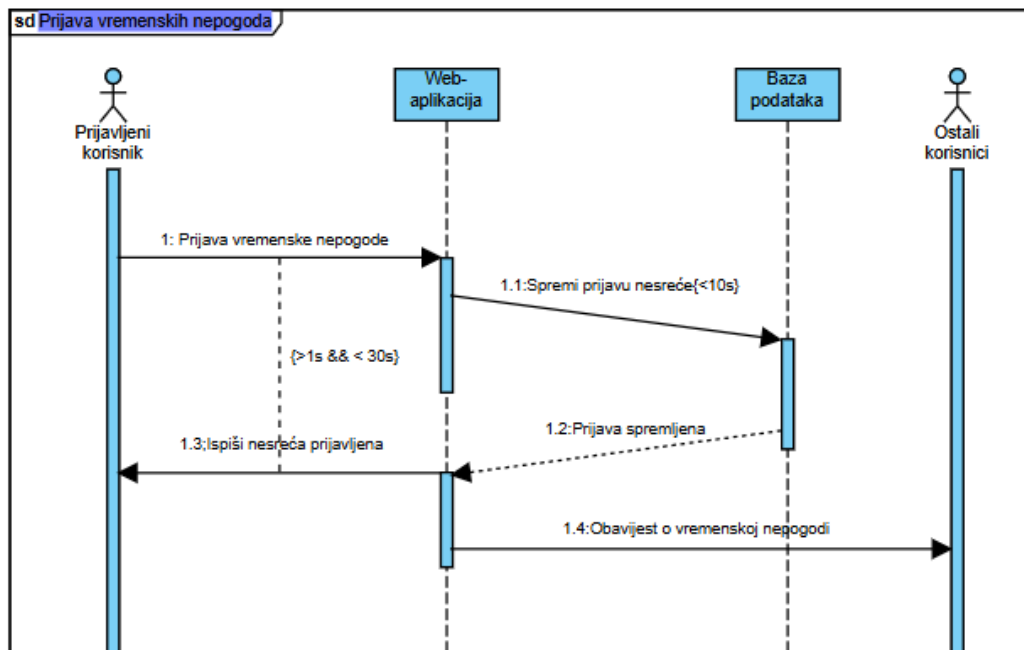 sd Prijava vremenskih nepogoda
Web-
aplikacija
Baza
podataka
Prijavljeni
korisnik
Ostali
korisnici
1: Prijava vremenske nepogode
1.1:Spremi prijavu nesreće{<10s}
{>1s && < 30s}
1.2:Prijava spremljena
1.3;Ispiši nesreća prijavljena
1.4:Obavijest o vremenskoj nepogodi